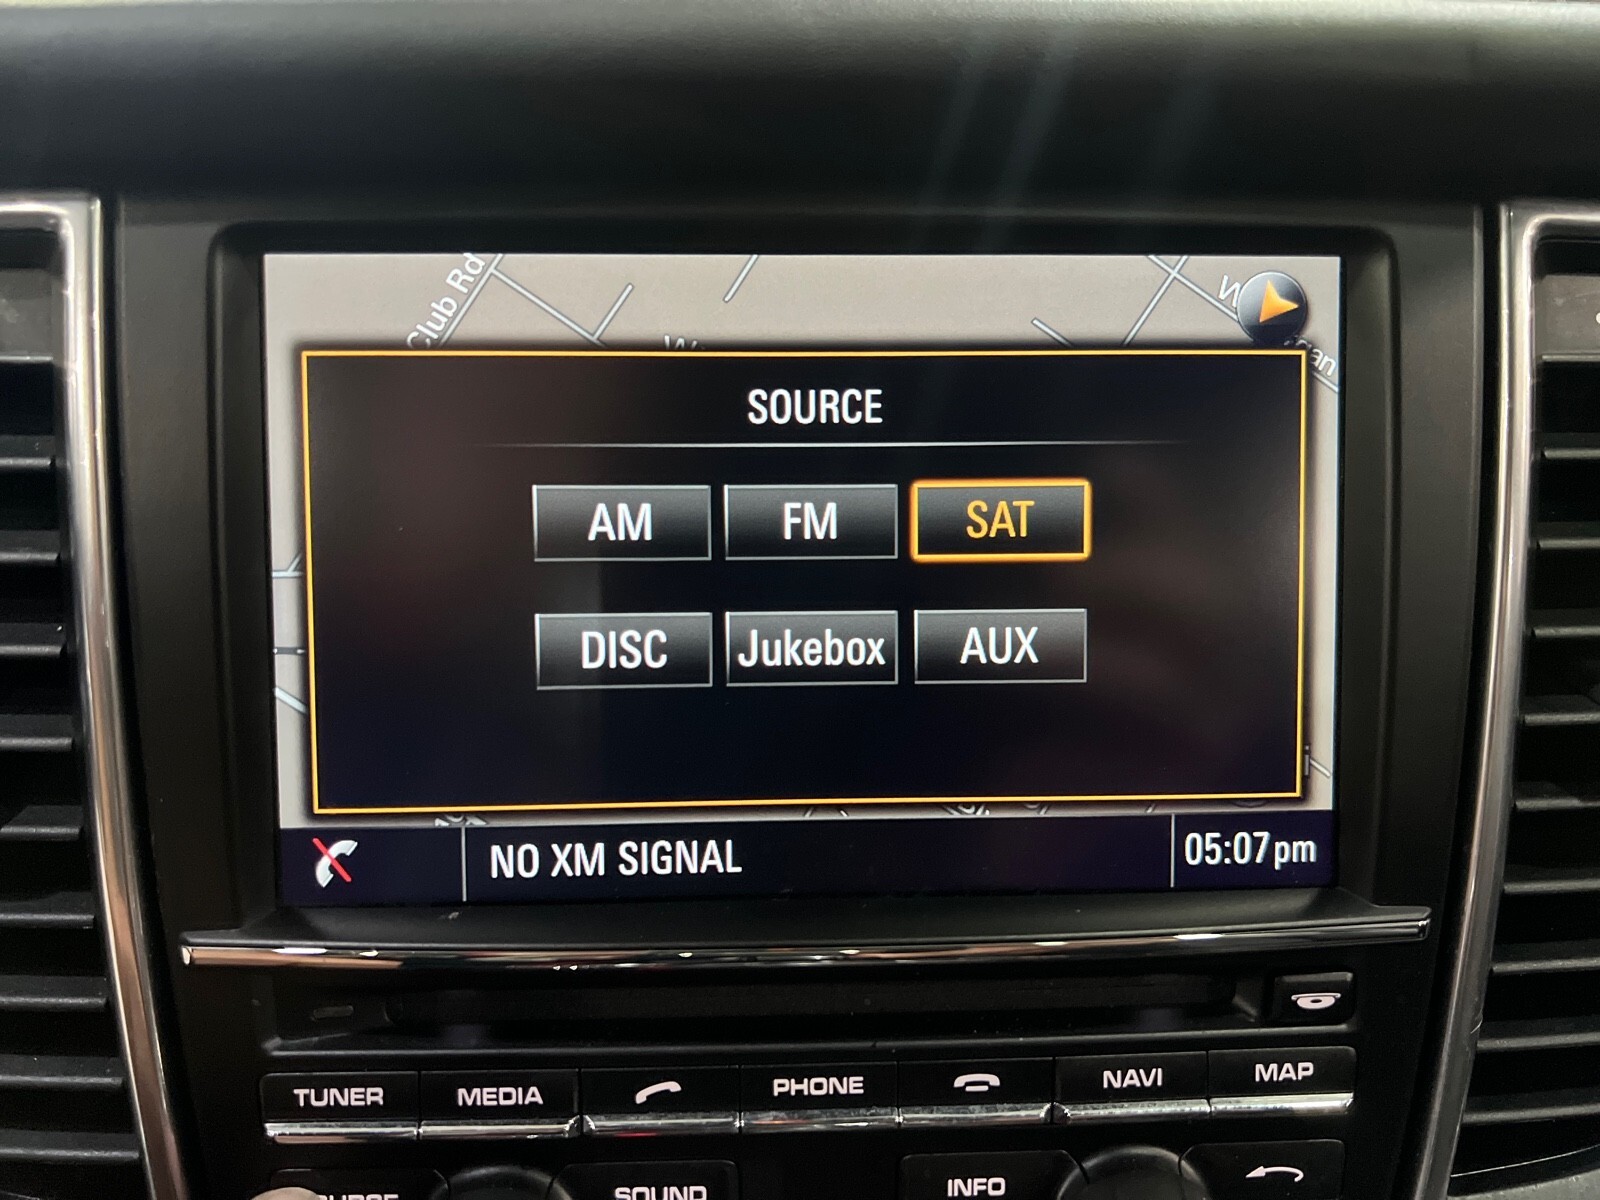 Club Rd
SOURCE
AM FM SAT
DISC Jukebox AUX
NO XM SIGNAL 05:07pm
TUNER MEDIA PHONE NAVI MAP
SOUND INFO